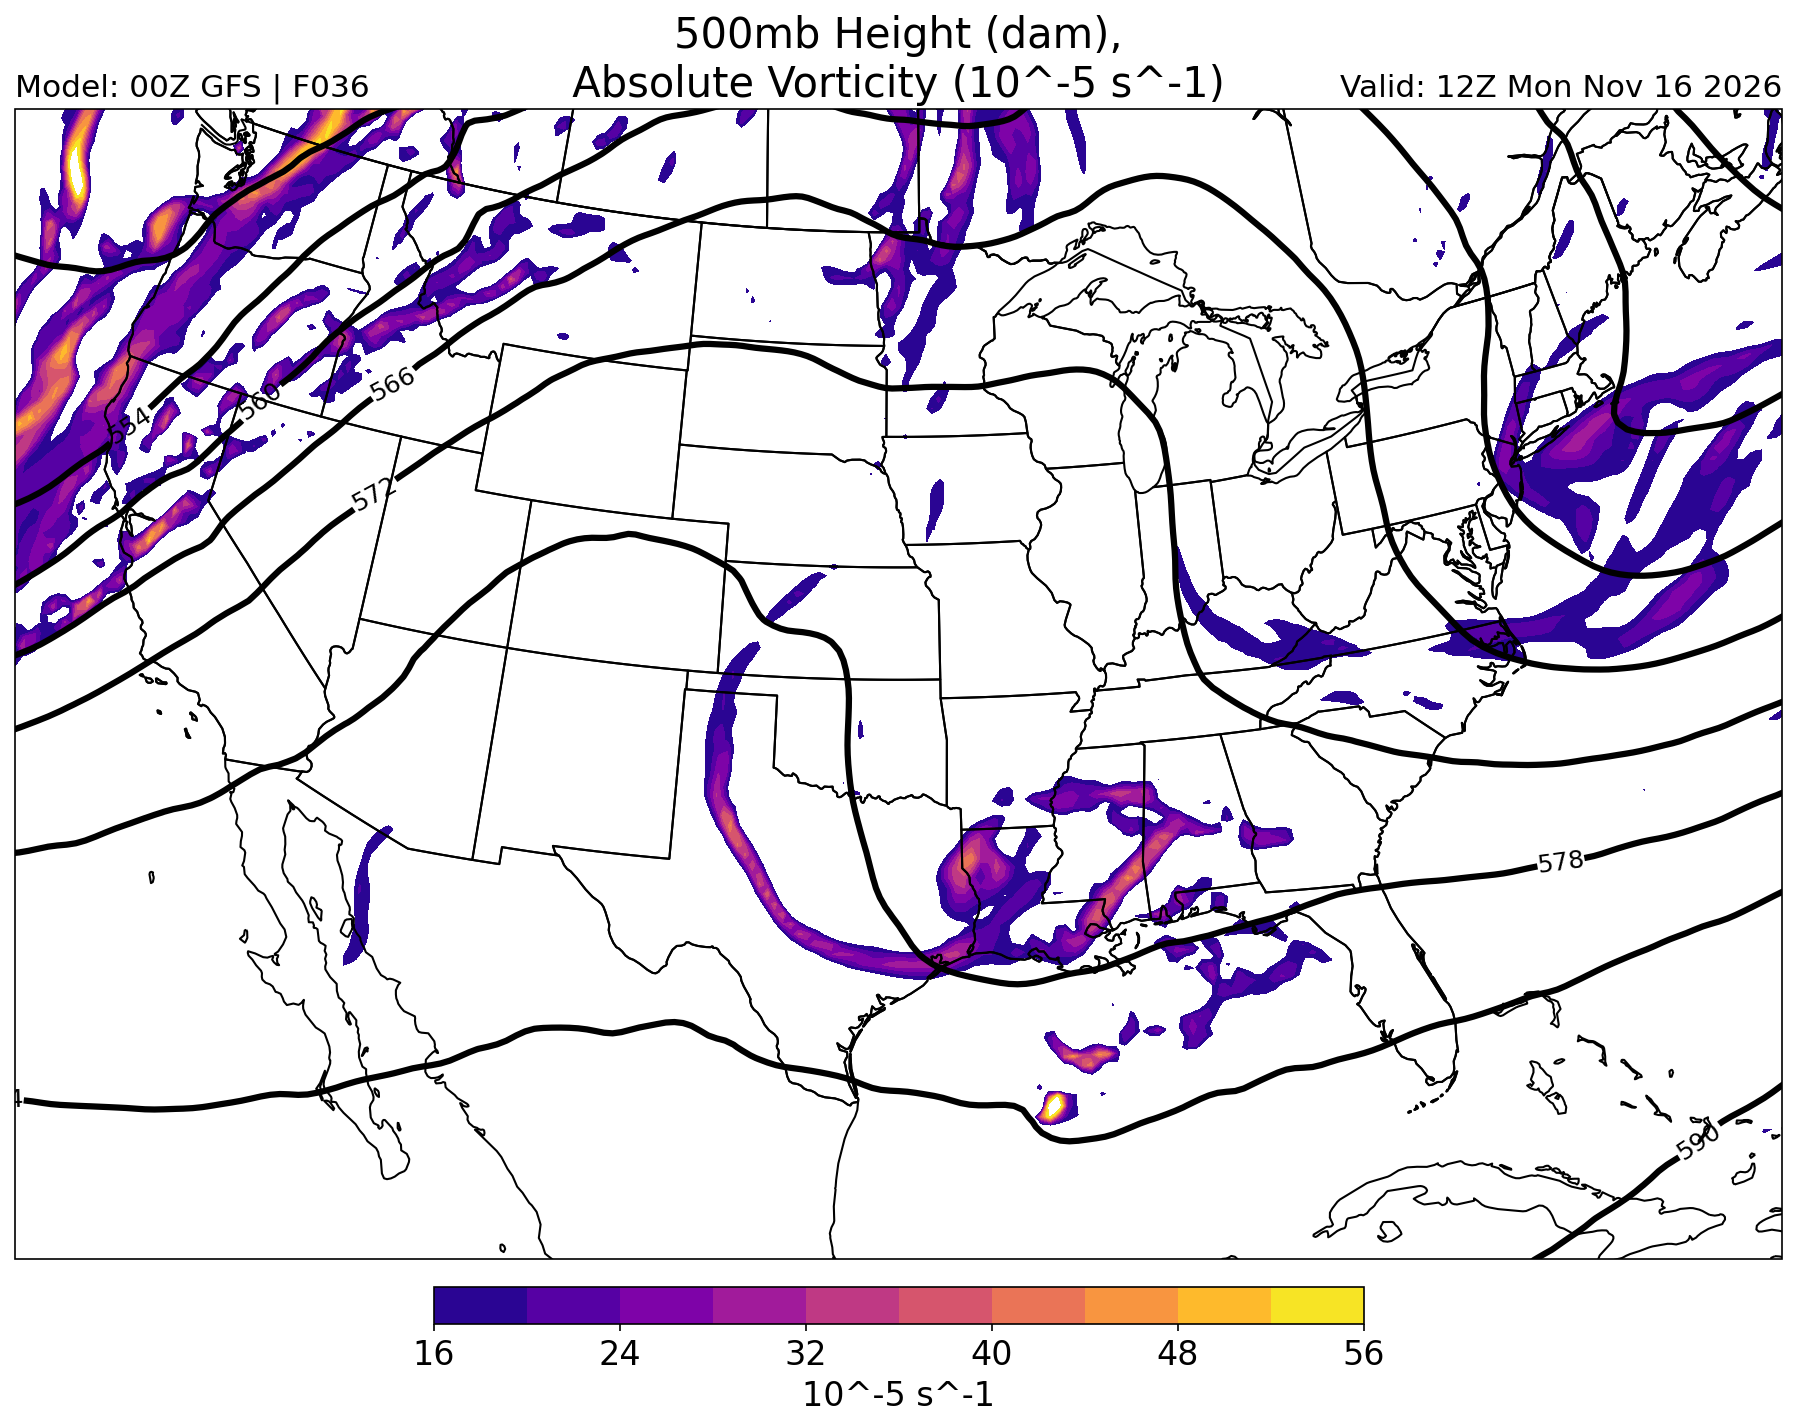 500mb Height (dam),
Model: 00Z GFS | F036
Absolute Vorticity (10^-5 s^-1)
Valid: 12Z Mon Nov 16 2026
554
560
566
572
578
590
16
24
32
40
48
56
10^-5 s^-1